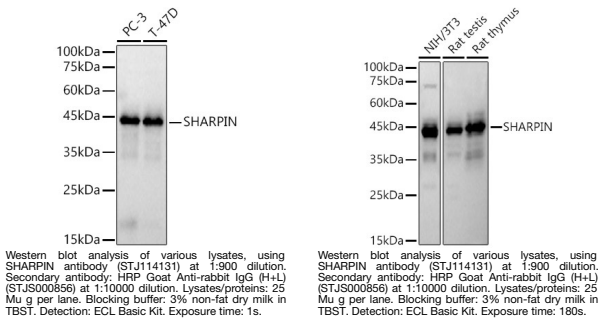 PC-3
T-47D
100kDa
75kDa
60kDa
45kDa
SHARPIN
35kDa
25kDa
15kDa
Western blot analysis of various lysates, using
SHARPIN antibody (STJ114131) at 1:900 dilution.
Secondary antibody: HRP Goat Anti-rabbit IgG (H+L)
(STJS000856) at 1:10000 dilution. Lysates/proteins: 25
Mu g per lane. Blocking buffer: 3% non-fat dry milk in
TBST. Detection: ECL Basic Kit. Exposure time: 1s.
NIH/3T3
Rat testis
Rat thymus
100kDa
75kDa
60kDa
45kDa
SHARPIN
35kDa
25kDa
15kDa
Western blot analysis of various lysates, using
SHARPIN antibody (STJ114131) at 1:900 dilution.
Secondary antibody: HRP Goat Anti-rabbit IgG (H+L)
(STJS000856) at 1:10000 dilution. Lysates/proteins: 25
Mu g per lane. Blocking buffer: 3% non-fat dry milk in
TBST. Detection: ECL Basic Kit. Exposure time: 180s.